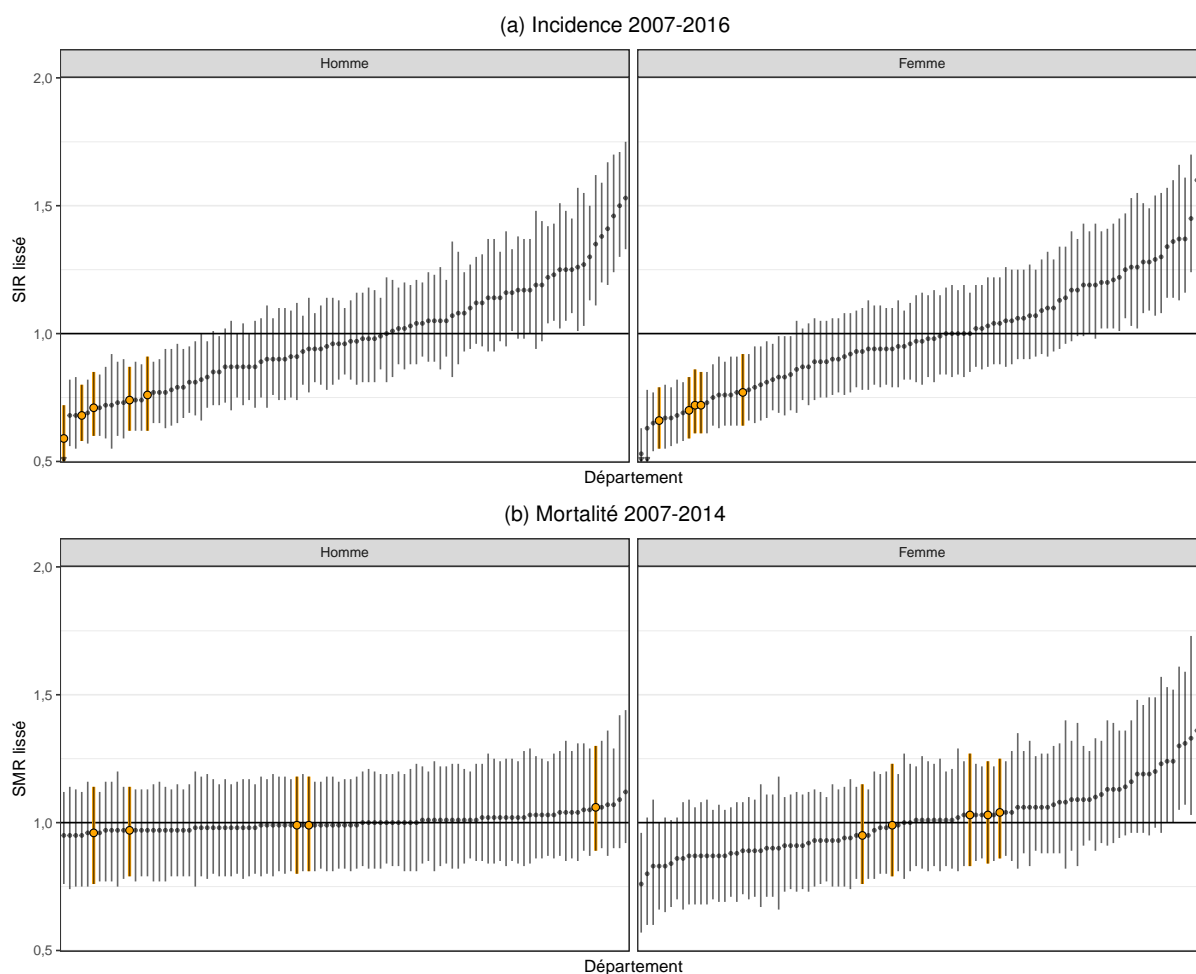 (a) Incidence 2007-2016
Homme
Femme
2,0
1,5
1,0
0,5
SIR lissé
Département
(b) Mortalité 2007-2014
Homme
Femme
2,0
1,5
1,0
0,5
SMR lissé
Département